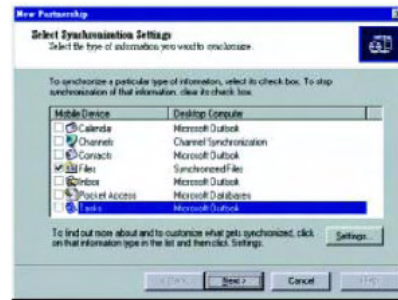 New Partnership
Select Synchronization Settings
Select the type of information you want to synchronize.
To synchronize a particular type of information, select its check box. To stop
synchronization of that information, clear its check box.
Mobile Device Desktop Computer
Calendar Microsoft Outlook
Channels Channel Synchronization
Contacts Microsoft Outlook
Files Synchronized Files
Inbox Microsoft Outlook
Pocket Access Microsoft Databases
Tasks Microsoft Outlook
To find out more about and to customize what gets synchronized, click
on that information type in the list and then click Settings.
Settings...
< Back Next > Cancel Help